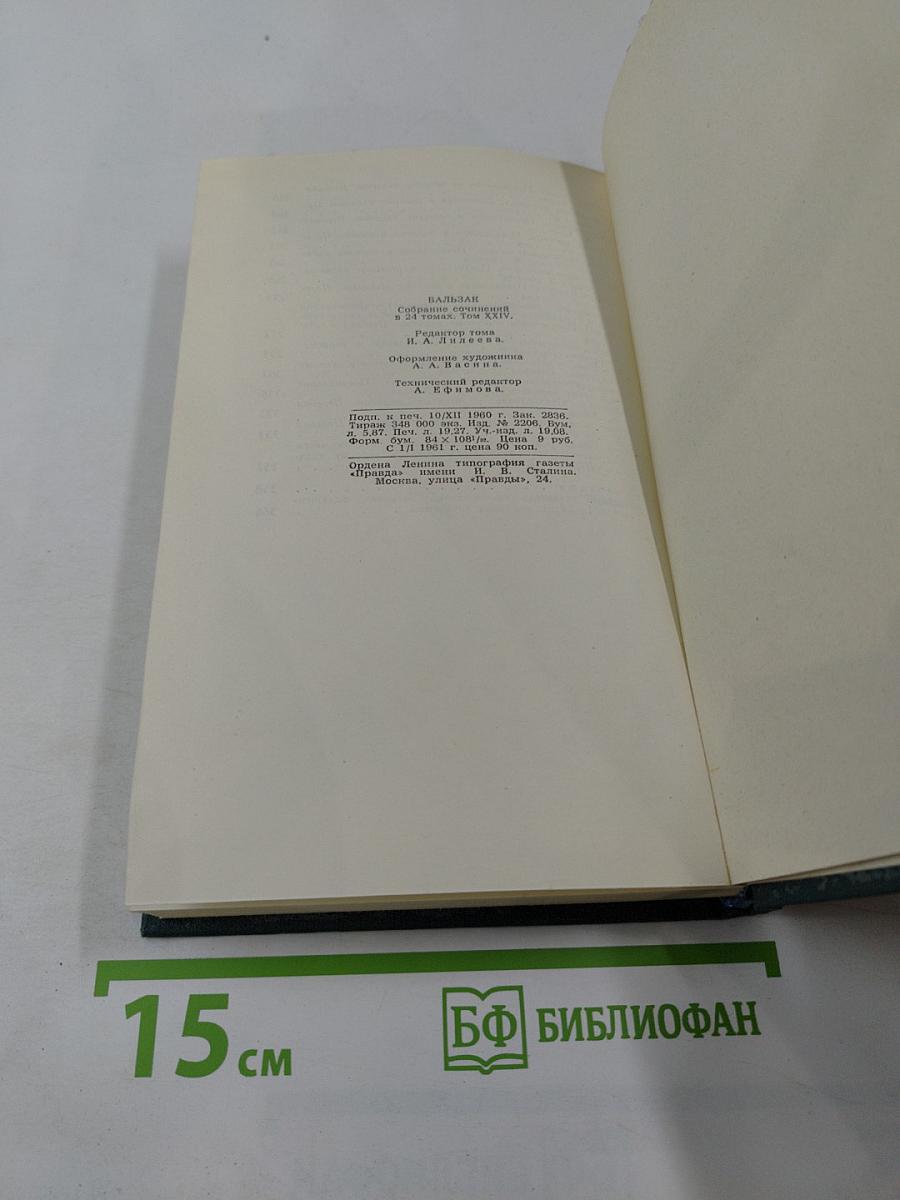 БАЛЬЗАК
Собрание сочинений
в 24 томах. Том XXIV.
Редактор тома
И. А. Лилеева.
Оформление художника
А. А. Васина.
Технический редактор
А. Ефимова.
Подп. к печ. 10/XII 1960 г. Зак. 2836.
Тираж 348 000 экз. Изд. № 2206. Бум.
л. 5,87. Печ. л. 19,27. Уч.-изд. л. 19,08.
Форм. бум. 84 × 108¹/₃₂. Цена 9 руб.
С 1/I 1961 г. цена 90 коп.
Ордена Ленина типография газеты
«Правда» имени И. В. Сталина.
Москва, улица «Правды», 24.
15 см
БФ БИБЛИОФАН